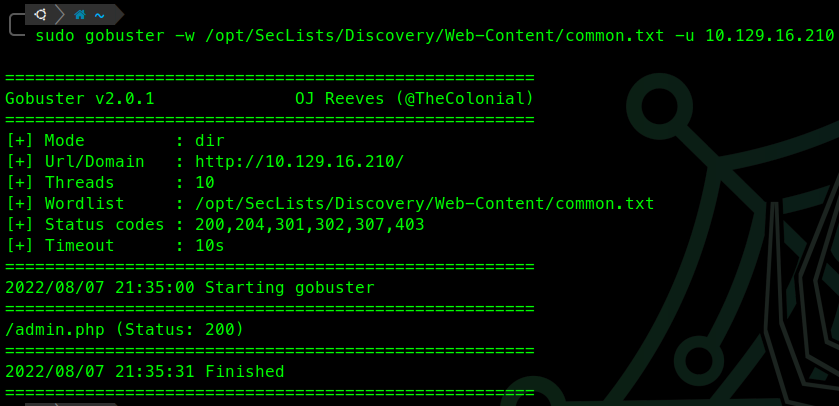 ~
sudo gobuster -w /opt/SecLists/Discovery/Web-Content/common.txt -u 10.129.16.210
=====================================================
Gobuster v2.0.1              OJ Reeves (@TheColonial)
=====================================================
[+] Mode         : dir
[+] Url/Domain   : http://10.129.16.210/
[+] Threads      : 10
[+] Wordlist     : /opt/SecLists/Discovery/Web-Content/common.txt
[+] Status codes : 200,204,301,302,307,403
[+] Timeout      : 10s
=====================================================
2022/08/07 21:35:00 Starting gobuster
=====================================================
/admin.php (Status: 200)
=====================================================
2022/08/07 21:35:31 Finished
=====================================================